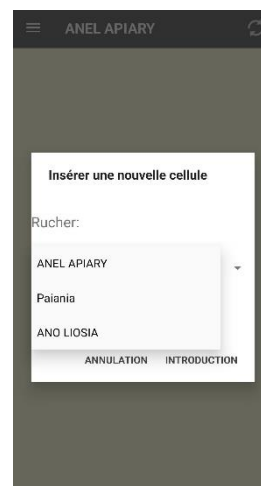 ANEL APIARY
Insérer une nouvelle cellule
Rucher:
ANEL APIARY
Paiania
ANO LIOSIA
ANNULATION INTRODUCTION